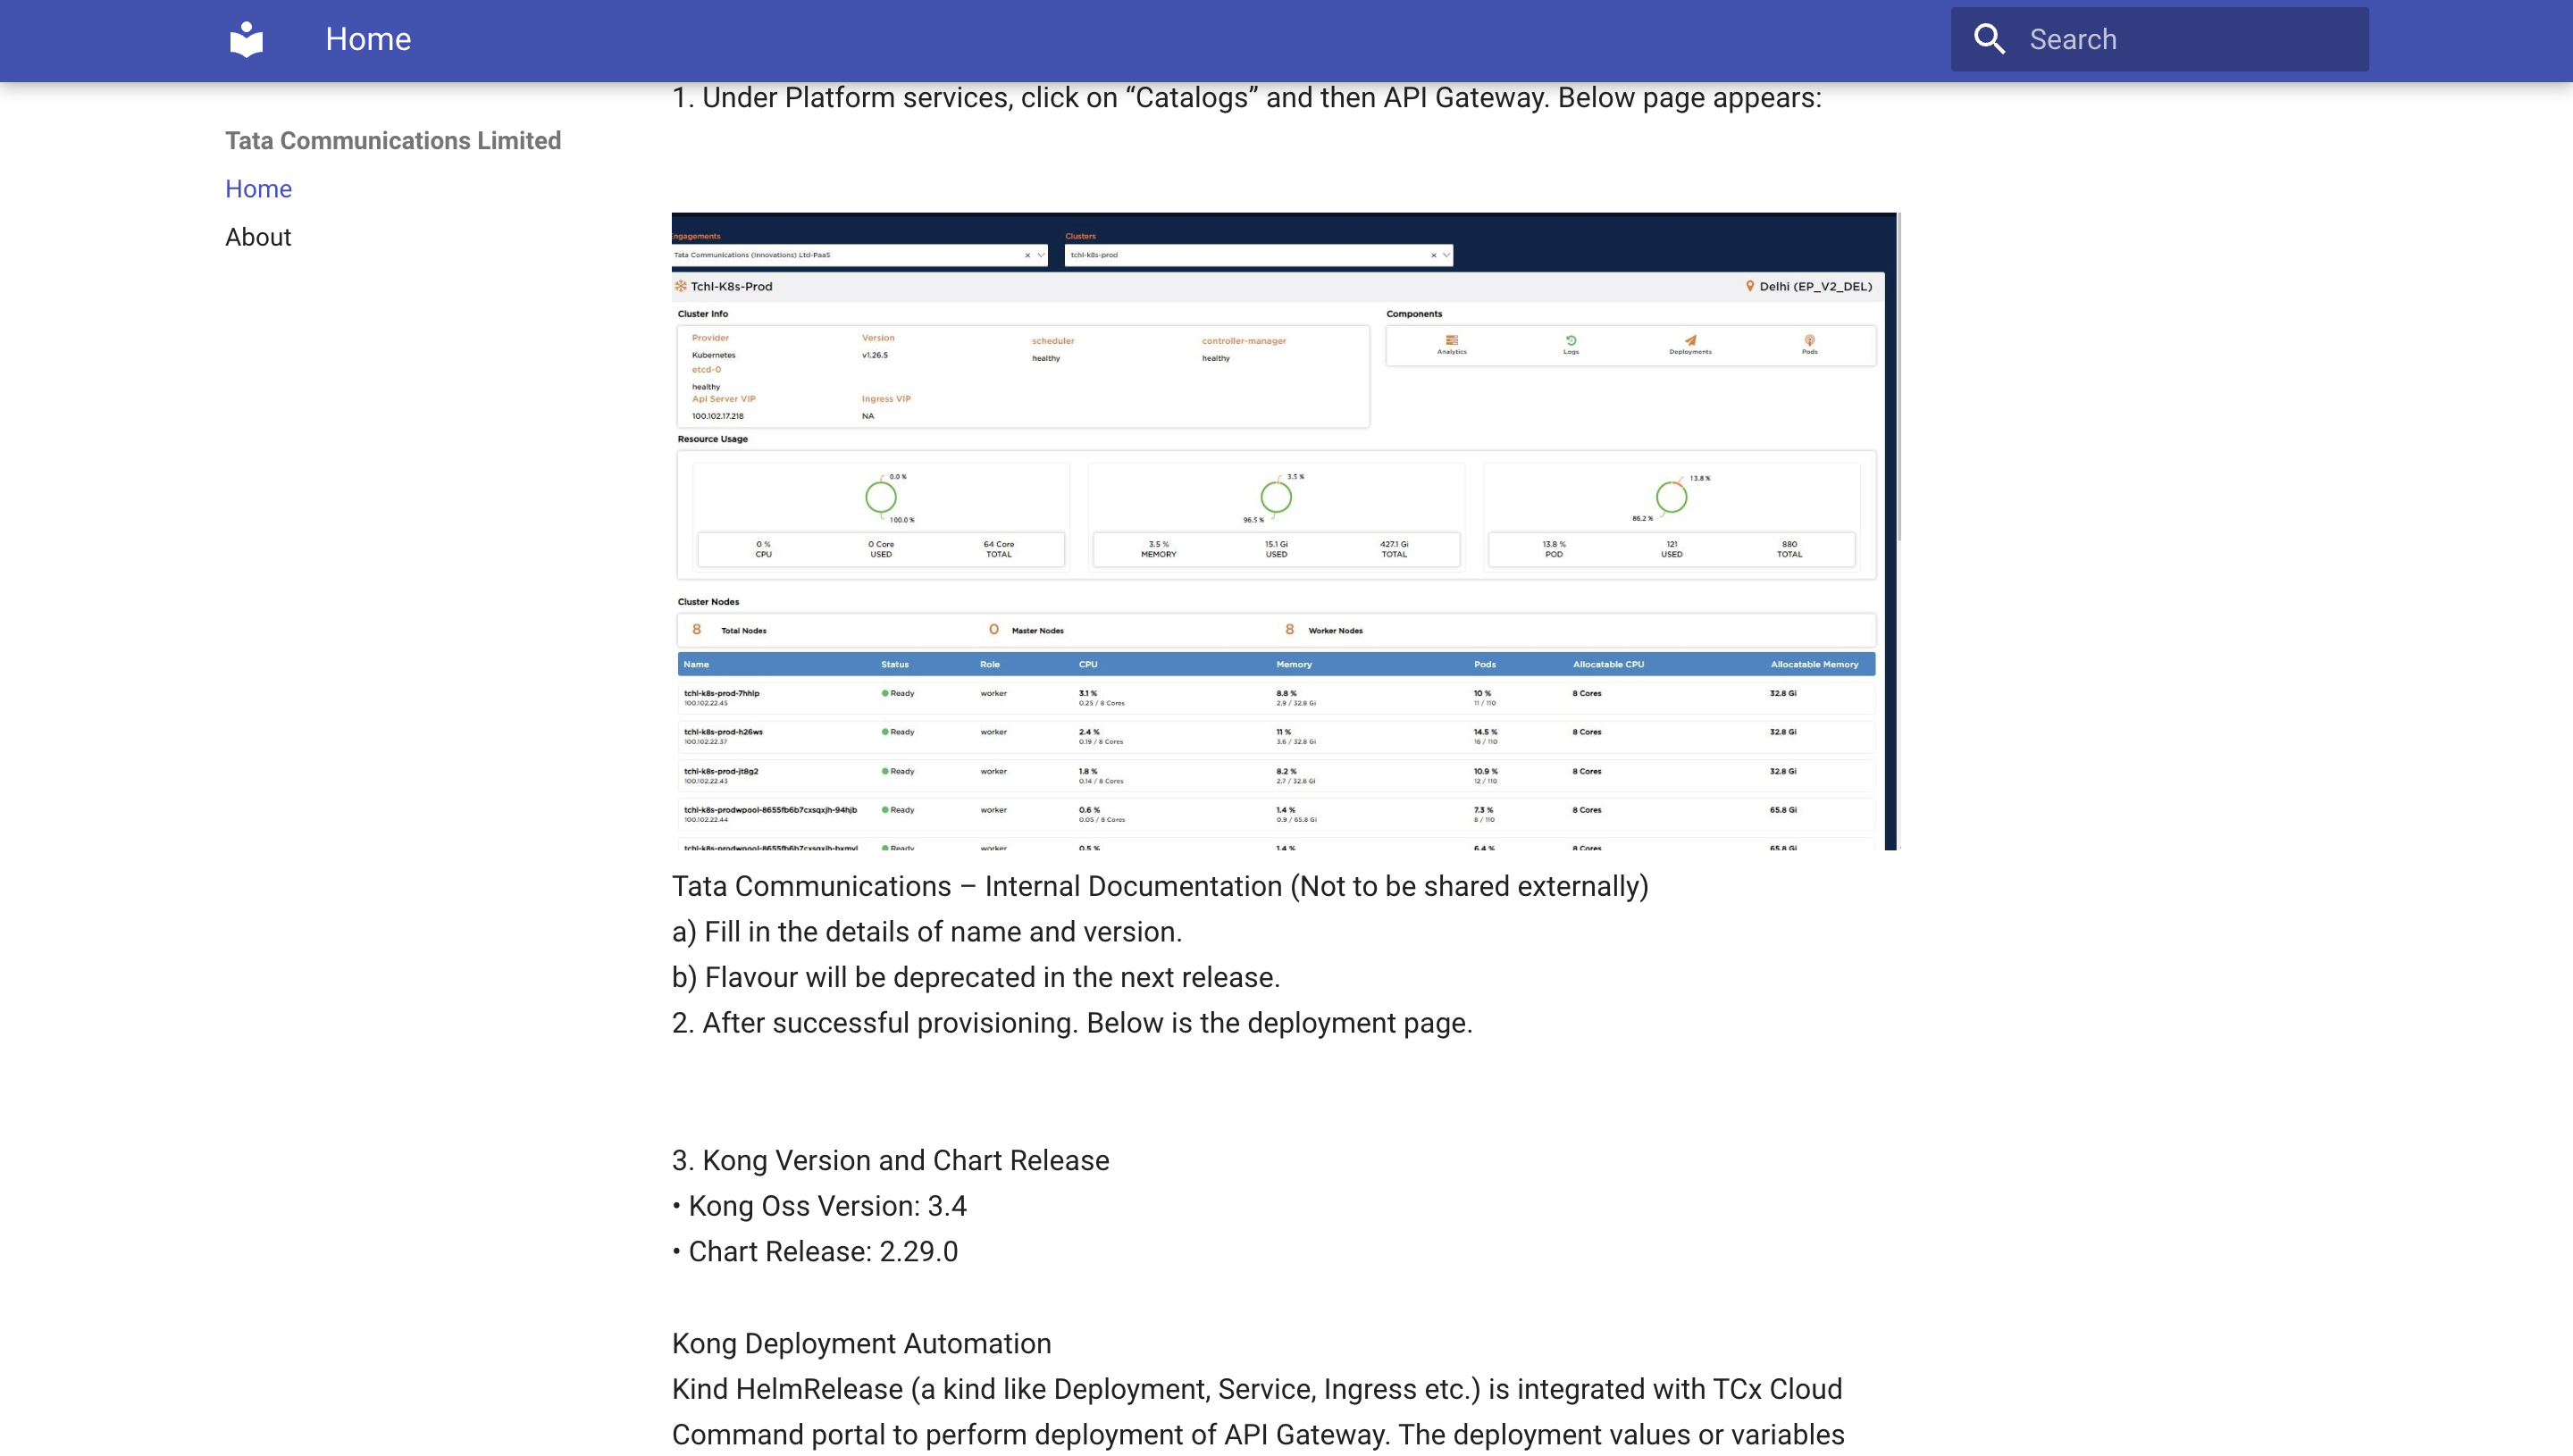 Home
Search
Tata Communications Limited
Home
About
1. Under Platform services, click on “Catalogs” and then API Gateway. Below page appears:
Engagements
Clusters
Tata Communications (Innovations) Ltd-PaaS
tchl-k8s-prod
Tchl-K8s-Prod
Delhi (EP_V2_DEL)
Cluster Info
Components
Provider
Version
scheduler
controller-manager
Kubernetes
v1.26.5
healthy
healthy
etcd-0
healthy
Api Server VIP
Ingress VIP
100.102.17.218
NA
Analytics
Logs
Deployments
Pods
Resource Usage
0.0 %
100.0 %
0 % 0 Core 64 Core
CPU USED TOTAL
3.5 %
96.5 %
3.5 % 15.1 Gi 427.1 Gi
MEMORY USED TOTAL
13.8 %
86.2 %
13.8 % 121 880
POD USED TOTAL
Cluster Nodes
8 Total Nodes 0 Master Nodes 8 Worker Nodes
Name Status Role CPU Memory Pods Allocatable CPU Allocatable Memory
tchl-k8s-prod-7hhlp Ready worker 3.1 % 8.8 % 10 % 8 Cores 32.8 Gi
100.102.22.45 0.25 / 8 Cores 2.9 / 32.8 Gi 11 / 110
tchl-k8s-prod-h26ws Ready worker 2.4 % 11 % 14.5 % 8 Cores 32.8 Gi
100.102.22.37 0.19 / 8 Cores 3.6 / 32.8 Gi 16 / 110
tchl-k8s-prod-jt8g2 Ready worker 1.8 % 8.2 % 10.9 % 8 Cores 32.8 Gi
100.102.22.43 0.14 / 8 Cores 2.7 / 32.8 Gi 12 / 110
tchl-k8s-prodwpool-8655fb6b7cxsqxjh-94hjb Ready worker 0.6 % 1.4 % 7.3 % 8 Cores 65.8 Gi
100.102.22.44 0.05 / 8 Cores 0.9 / 65.8 Gi 8 / 110
tchl-k8s-prodwpool-8655fb6b7cxsqxjh-bxmvl Ready worker 0.5 % 1.4 % 6.4 % 8 Cores 65.8 Gi
Tata Communications – Internal Documentation (Not to be shared externally)
a) Fill in the details of name and version.
b) Flavour will be deprecated in the next release.
2. After successful provisioning. Below is the deployment page.
3. Kong Version and Chart Release
• Kong Oss Version: 3.4
• Chart Release: 2.29.0
Kong Deployment Automation
Kind HelmRelease (a kind like Deployment, Service, Ingress etc.) is integrated with TCx Cloud
Command portal to perform deployment of API Gateway. The deployment values or variables